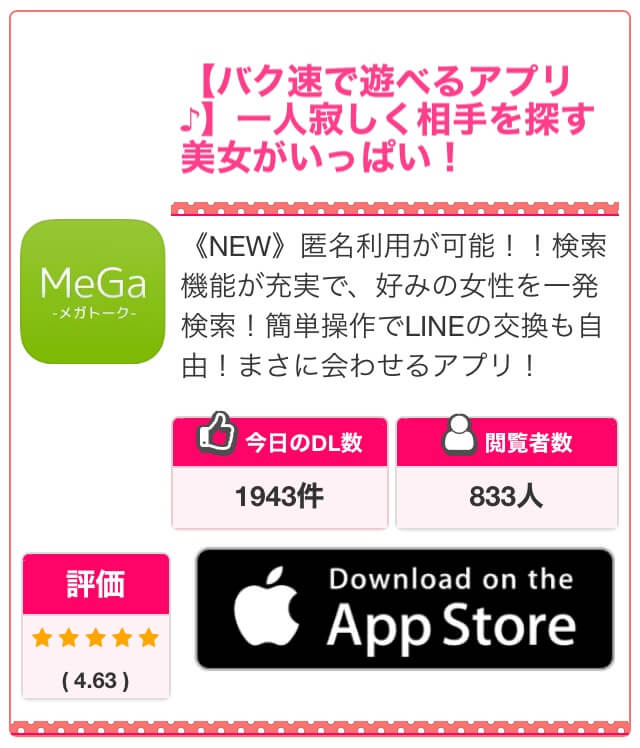 【バク速で遊べるアプリ
♪】一人寂しく相手を探す
美女がいっぱい！
MeGa
-メガトーク-
《NEW》匿名利用が可能！！検索
機能が充実で、好みの女性を一発
検索！簡単操作でLINEの交換も自
由！まさに会わせるアプリ！
今日のDL数
閲覧者数
1943件
833人
評価
★★★★★
( 4.63 )
Download on the
App Store